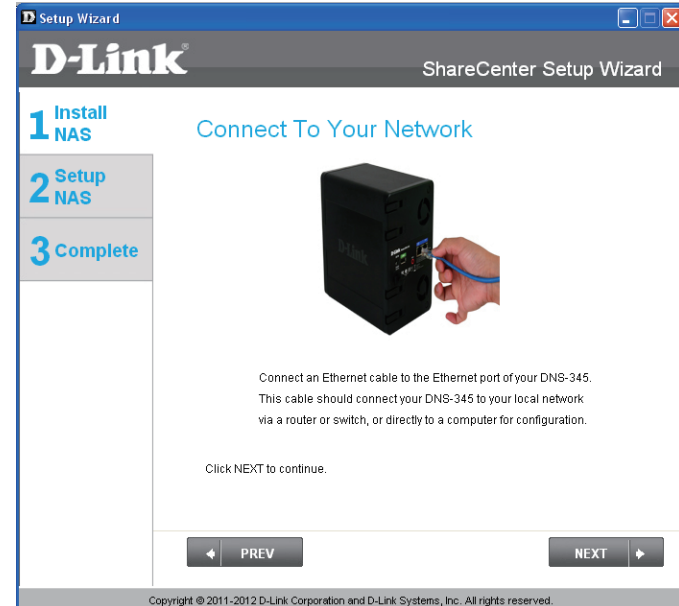 Setup Wizard
D-Link®
ShareCenter Setup Wizard
1 Install
NAS
2 Setup
NAS
3 Complete
Connect To Your Network
D-Link
Connect an Ethernet cable to the Ethernet port of your DNS-345.
This cable should connect your DNS-345 to your local network
via a router or switch, or directly to a computer for configuration.
Click NEXT to continue.
PREV
NEXT
Copyright © 2011-2012 D-Link Corporation and D-Link Systems, Inc. All rights reserved.